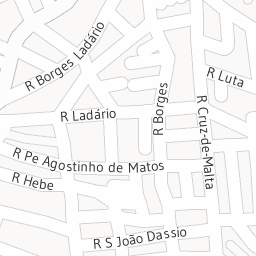 R Borges Ladário
R Luta
R Ladário
R Borges
R Cruz-de-Malta
R Pe Agostinho de Matos
R Hebe
R S João Dassio